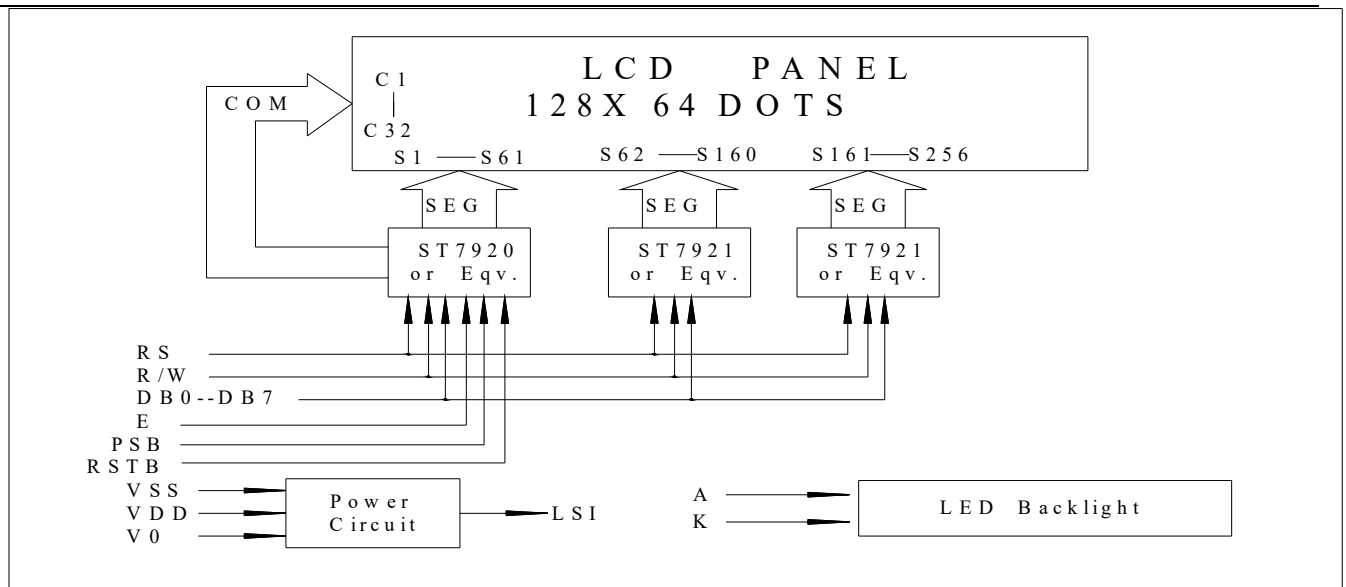 LCD PANEL
128X 64 DOTS
C1
COM
C32
S1 S61
S62 S160
S161 S256
SEG
SEG
SEG
ST7920
or Eqv.
ST7921
or Eqv.
ST7921
or Eqv.
RS
R/W
DB0--DB7
E
PSB
RSTB
VSS
VDD
V0
Power
Circuit
LSI
A
K
LED Backlight